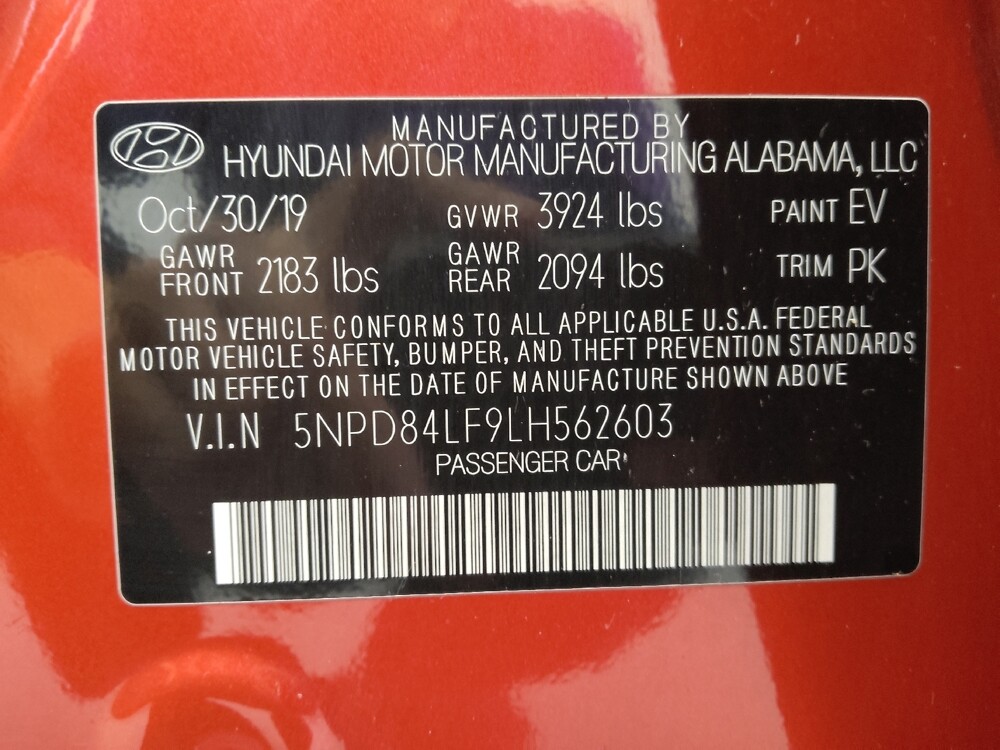 MANUFACTURED BY
HYUNDAI MOTOR MANUFACTURING ALABAMA, LLC
Oct/30/19 GVWR 3924 lbs PAINT EV
GAWR FRONT 2183 lbs GAWR REAR 2094 lbs TRIM PK
THIS VEHICLE CONFORMS TO ALL APPLICABLE U.S.A. FEDERAL
MOTOR VEHICLE SAFETY, BUMPER, AND THEFT PREVENTION STANDARDS
IN EFFECT ON THE DATE OF MANUFACTURE SHOWN ABOVE
V.I.N 5NPD84LF9LH562603
PASSENGER CAR